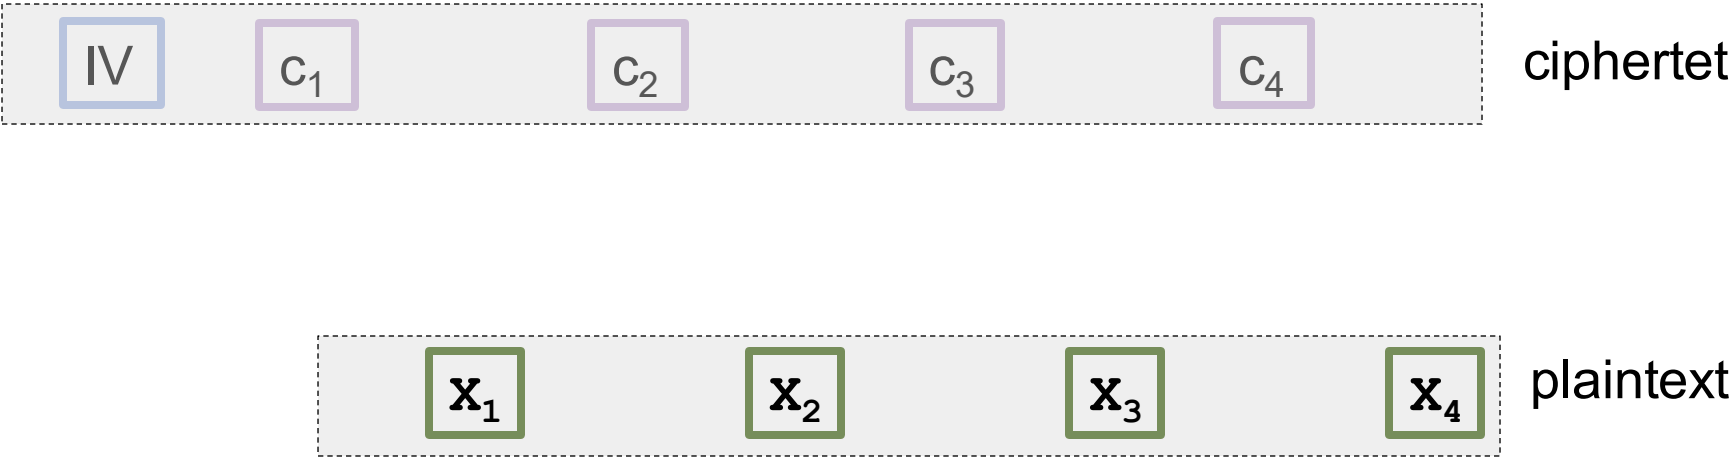 IV c₁ c₂ c₃ c₄ ciphertet
x₁ x₂ x₃ x₄ plaintext